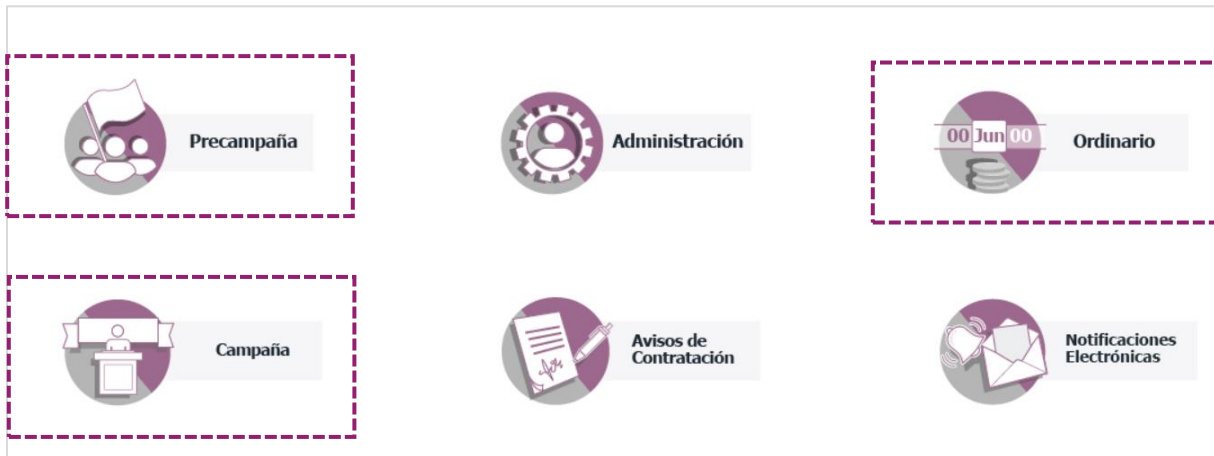 Precampaña
Administración
00 Jun 00
Ordinario
Campaña
Avisos de
Contratación
Notificaciones
Electrónicas